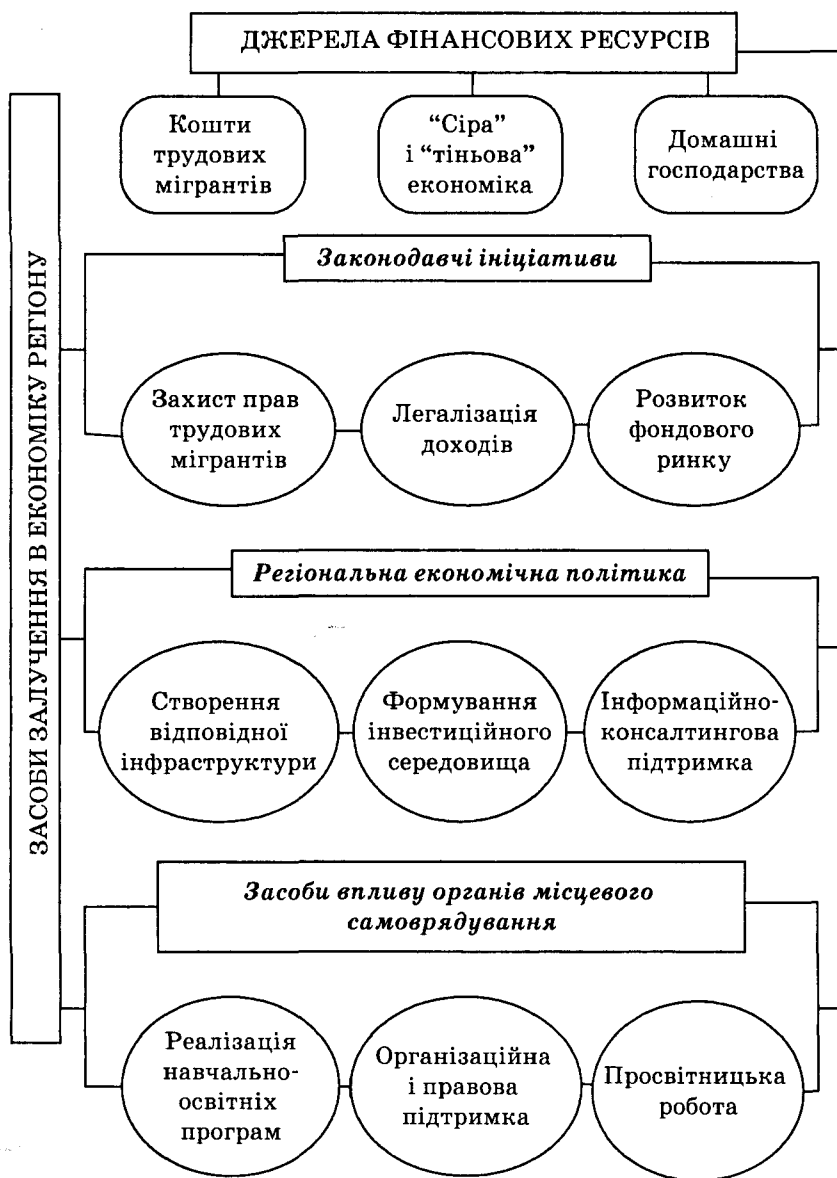 ДЖЕРЕЛА ФІНАНСОВИХ РЕСУРСІВ
Кошти
трудових
мігрантів
“Сіра”
і “тіньова”
економіка
Домашні
господарства
ЗАСОБИ ЗАЛУЧЕННЯ В ЕКОНОМІКУ РЕГІОНУ
Законодавчі ініціативи
Захист прав
трудових
мігрантів
Легалізація
доходів
Розвиток
фондового
ринку
Регіональна економічна політика
Створення
відповідної
інфраструктури
Формування
інвестиційного
середовища
Інформаційно-
консалтингова
підтримка
Засоби впливу органів місцевого
самоврядування
Реалізація
навчально-
освітніх
програм
Організаційна
і правова
підтримка
Просвітницька
робота